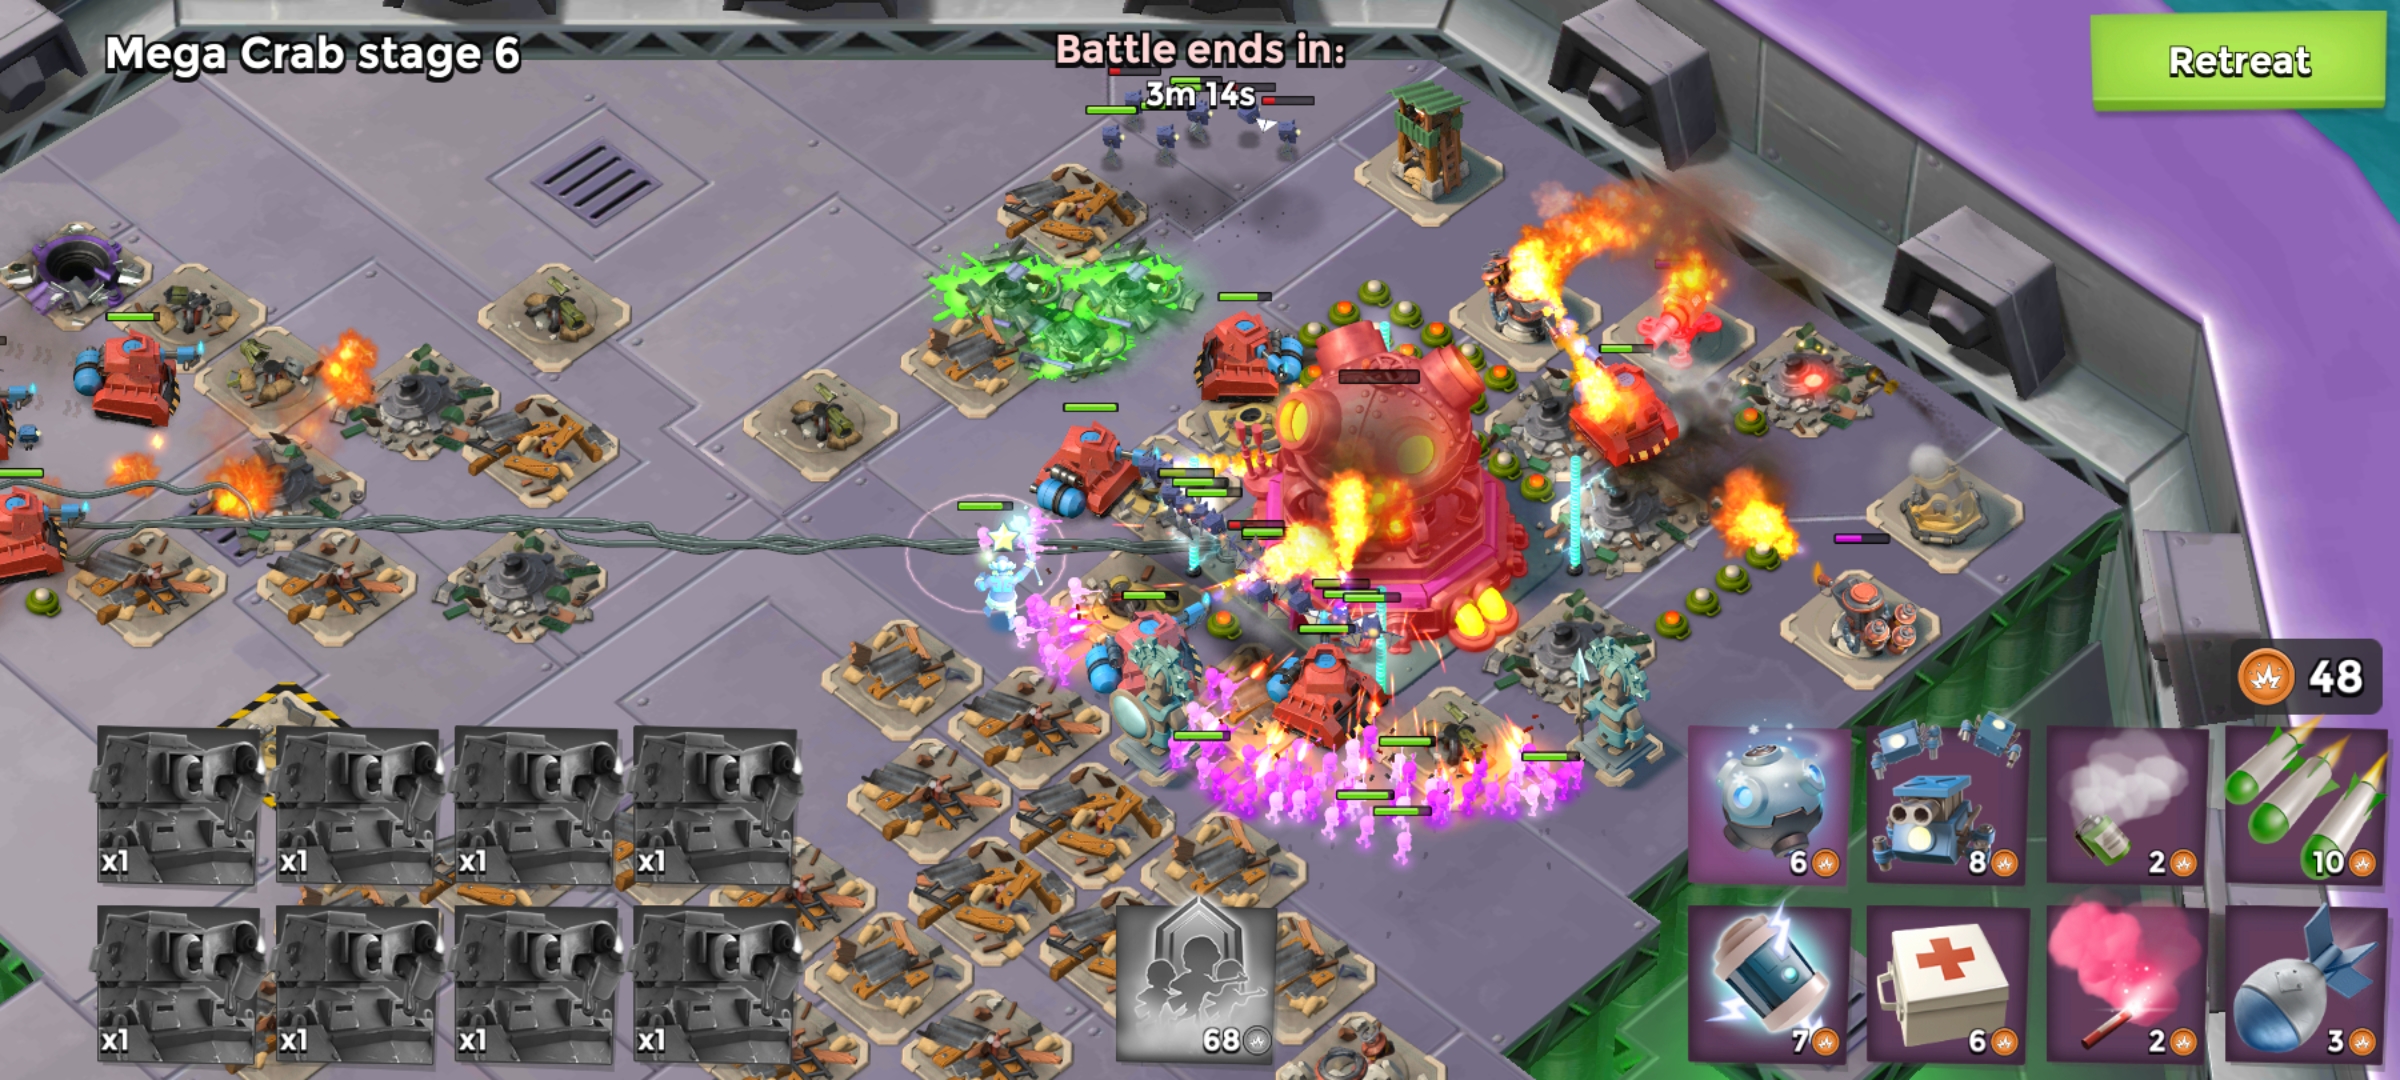 Mega Crab stage 6
Battle ends in:
3m 14s
Retreat
48
x1
x1
x1
x1
6
8
2
10
x1
x1
x1
x1
68
7
6
2
3